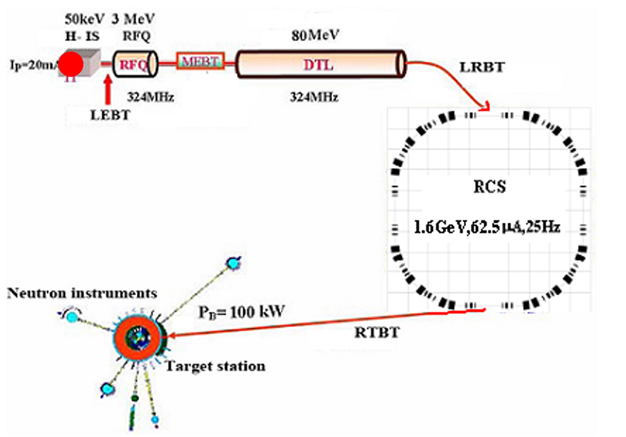 50keV 3 MeV
H- IS RFQ
80MeV
Ip=20mA
RFQ
MEBT
DTL
LRBT
324MHz
324MHz
LEBT
RCS
1.6GeV,62.5μA,25Hz
Neutron instruments
PB= 100 kW
RTBT
Target station